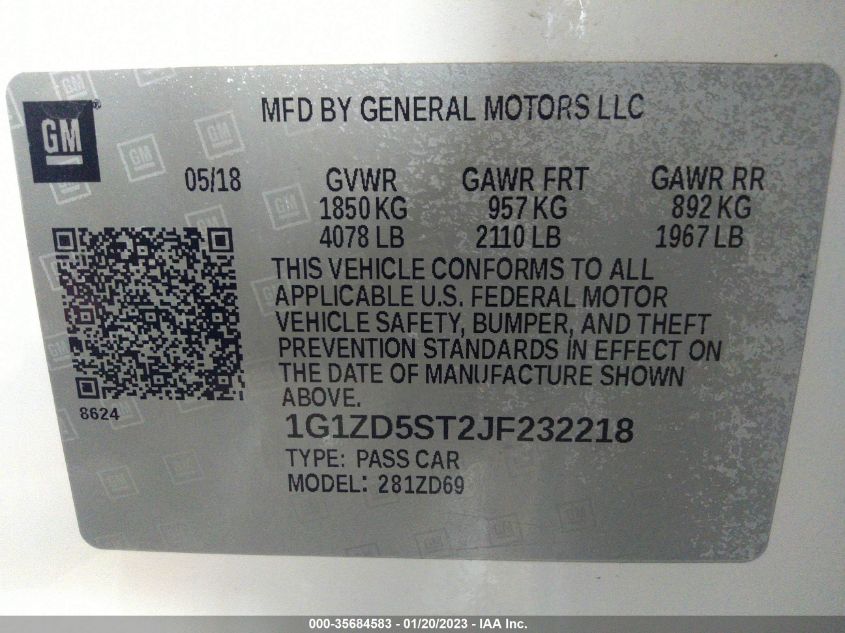 MFD BY GENERAL MOTORS LLC
GM®
05/18 GVWR GAWR FRT GAWR RR
1850 KG 957 KG 892 KG
4078 LB 2110 LB 1967 LB
THIS VEHICLE CONFORMS TO ALL
APPLICABLE U.S. FEDERAL MOTOR
VEHICLE SAFETY, BUMPER, AND THEFT
PREVENTION STANDARDS IN EFFECT ON
THE DATE OF MANUFACTURE SHOWN
ABOVE.
8624
1G1ZD5ST2JF232218
TYPE: PASS CAR
MODEL: 281ZD69
000-35684583 - 01/20/2023 - IAA Inc.